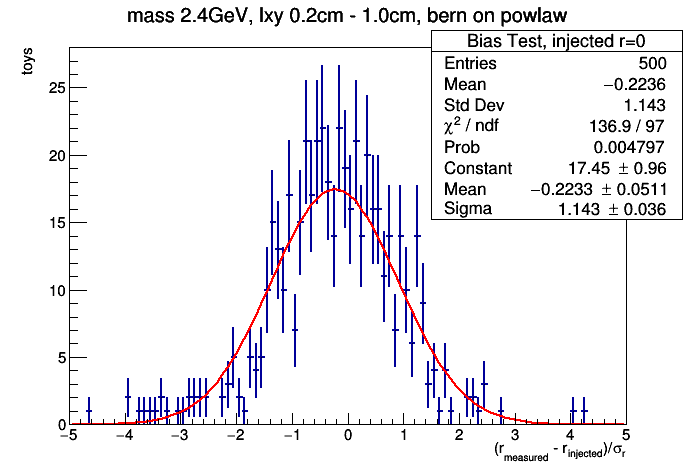 mass 2.4GeV, lxy 0.2cm - 1.0cm, bern on powlaw
Bias Test, injected r=0
Entries 500
Mean −0.2236
Std Dev 1.143
χ² / ndf 136.9 / 97
Prob 0.004797
Constant 17.45 ± 0.96
Mean −0.2233 ± 0.0511
Sigma 1.143 ± 0.036
toys
25
20
15
10
5
0
−5 −4 −3 −2 −1 0 1 2 3 4 5
(r_measured - r_injected)/σ_r